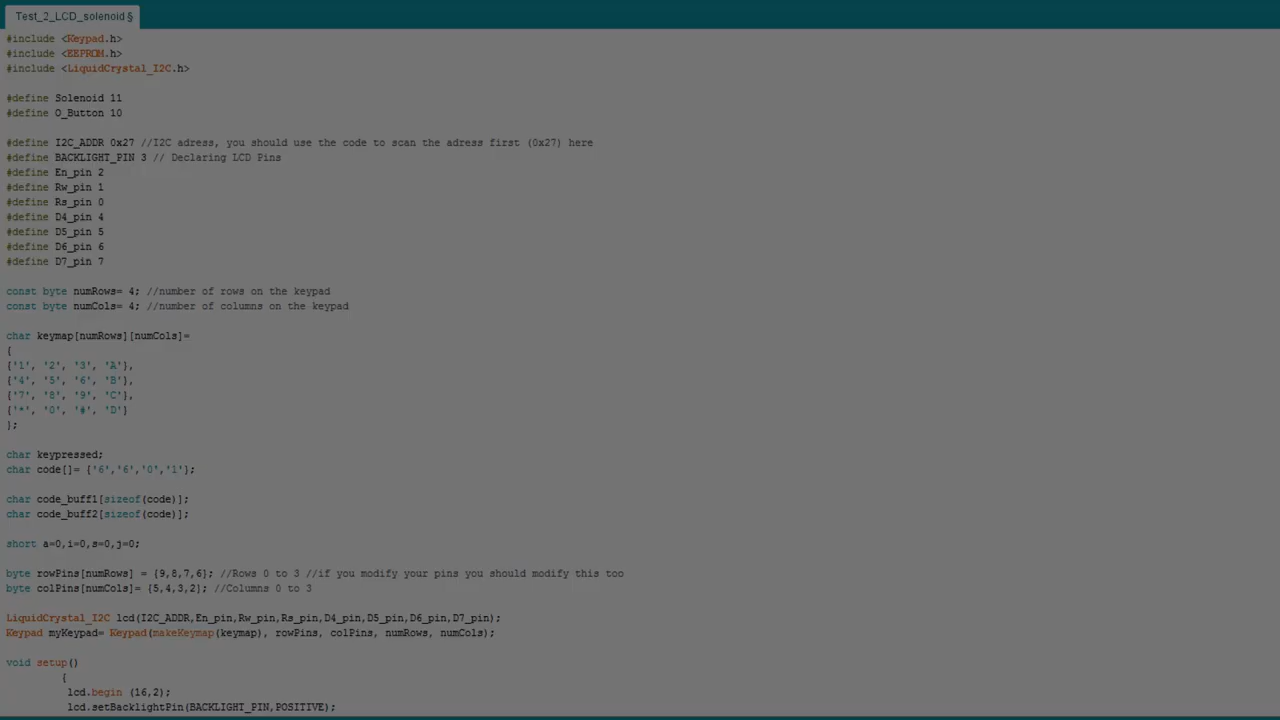 Test_2_LCD_solenoid §
#include <Keypad.h>
#include <EEPROM.h>
#include <LiquidCrystal_I2C.h>
#define Solenoid 11
#define O_Button 10
#define I2C_ADDR 0x27 //I2C adress, you should use the code to scan the adress first (0x27) here
#define BACKLIGHT_PIN 3 // Declaring LCD Pins
#define En_pin 2
#define Rw_pin 1
#define Rs_pin 0
#define D4_pin 4
#define D5_pin 5
#define D6_pin 6
#define D7_pin 7
const byte numRows= 4; //number of rows on the keypad
const byte numCols= 4; //number of columns on the keypad
char keymap[numRows][numCols]=
{
{'1', '2', '3', 'A'},
{'4', '5', '6', 'B'},
{'7', '8', '9', 'C'},
{'*', '0', '#', 'D'}
};
char keypressed;
char code[]= {'6','6','0','1'};
char code_buff1[sizeof(code)];
char code_buff2[sizeof(code)];
short a=0,i=0,s=0,j=0;
byte rowPins[numRows] = {9,8,7,6}; //Rows 0 to 3 //if you modify your pins you should modify this too
byte colPins[numCols]= {5,4,3,2}; //Columns 0 to 3
LiquidCrystal_I2C lcd(I2C_ADDR,En_pin,Rw_pin,Rs_pin,D4_pin,D5_pin,D6_pin,D7_pin);
Keypad myKeypad= Keypad(makeKeymap(keymap), rowPins, colPins, numRows, numCols);
void setup()
{
lcd.begin (16,2);
lcd.setBacklightPin(BACKLIGHT_PIN,POSITIVE);